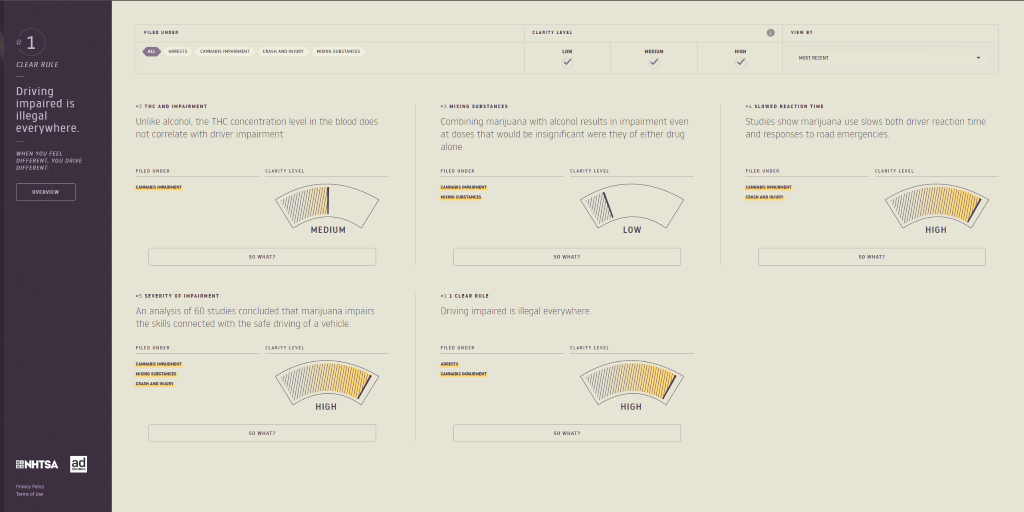 # 1
CLEAR RULE
Driving
impaired is
illegal
everywhere.
WHEN YOU FEEL
DIFFERENT, YOU DRIVE
DIFFERENT
OVERVIEW
NHTSA
ad
COUNCIL
Privacy Policy
Terms of Use
FILED UNDER
ALL ARRESTS CANNABIS IMPAIRMENT CRASH AND INJURY MIXING SUBSTANCES
CLARITY LEVEL
LOW MEDIUM HIGH
VIEW BY
MOST RECENT
#2 THC AND IMPAIRMENT
Unlike alcohol, the THC concentration level in the blood does
not correlate with driver impairment.
FILED UNDER CLARITY LEVEL
CANNABIS IMPAIRMENT
MEDIUM
SO WHAT?
#3 MIXING SUBSTANCES
Combining marijuana with alcohol results in impairment even
at doses that would be insignificant were they of either drug
alone.
FILED UNDER CLARITY LEVEL
CANNABIS IMPAIRMENT
MIXING SUBSTANCES
LOW
SO WHAT?
#4 SLOWED REACTION TIME
Studies show marijuana use slows both driver reaction time
and responses to road emergencies.
FILED UNDER CLARITY LEVEL
CANNABIS IMPAIRMENT
CRASH AND INJURY
HIGH
SO WHAT?
#5 SEVERITY OF IMPAIRMENT
An analysis of 60 studies concluded that marijuana impairs
the skills connected with the safe driving of a vehicle.
FILED UNDER CLARITY LEVEL
CANNABIS IMPAIRMENT
MIXING SUBSTANCES
CRASH AND INJURY
HIGH
SO WHAT?
#1 1 CLEAR RULE
Driving impaired is illegal everywhere.
FILED UNDER CLARITY LEVEL
ARRESTS
CANNABIS IMPAIRMENT
HIGH
SO WHAT?